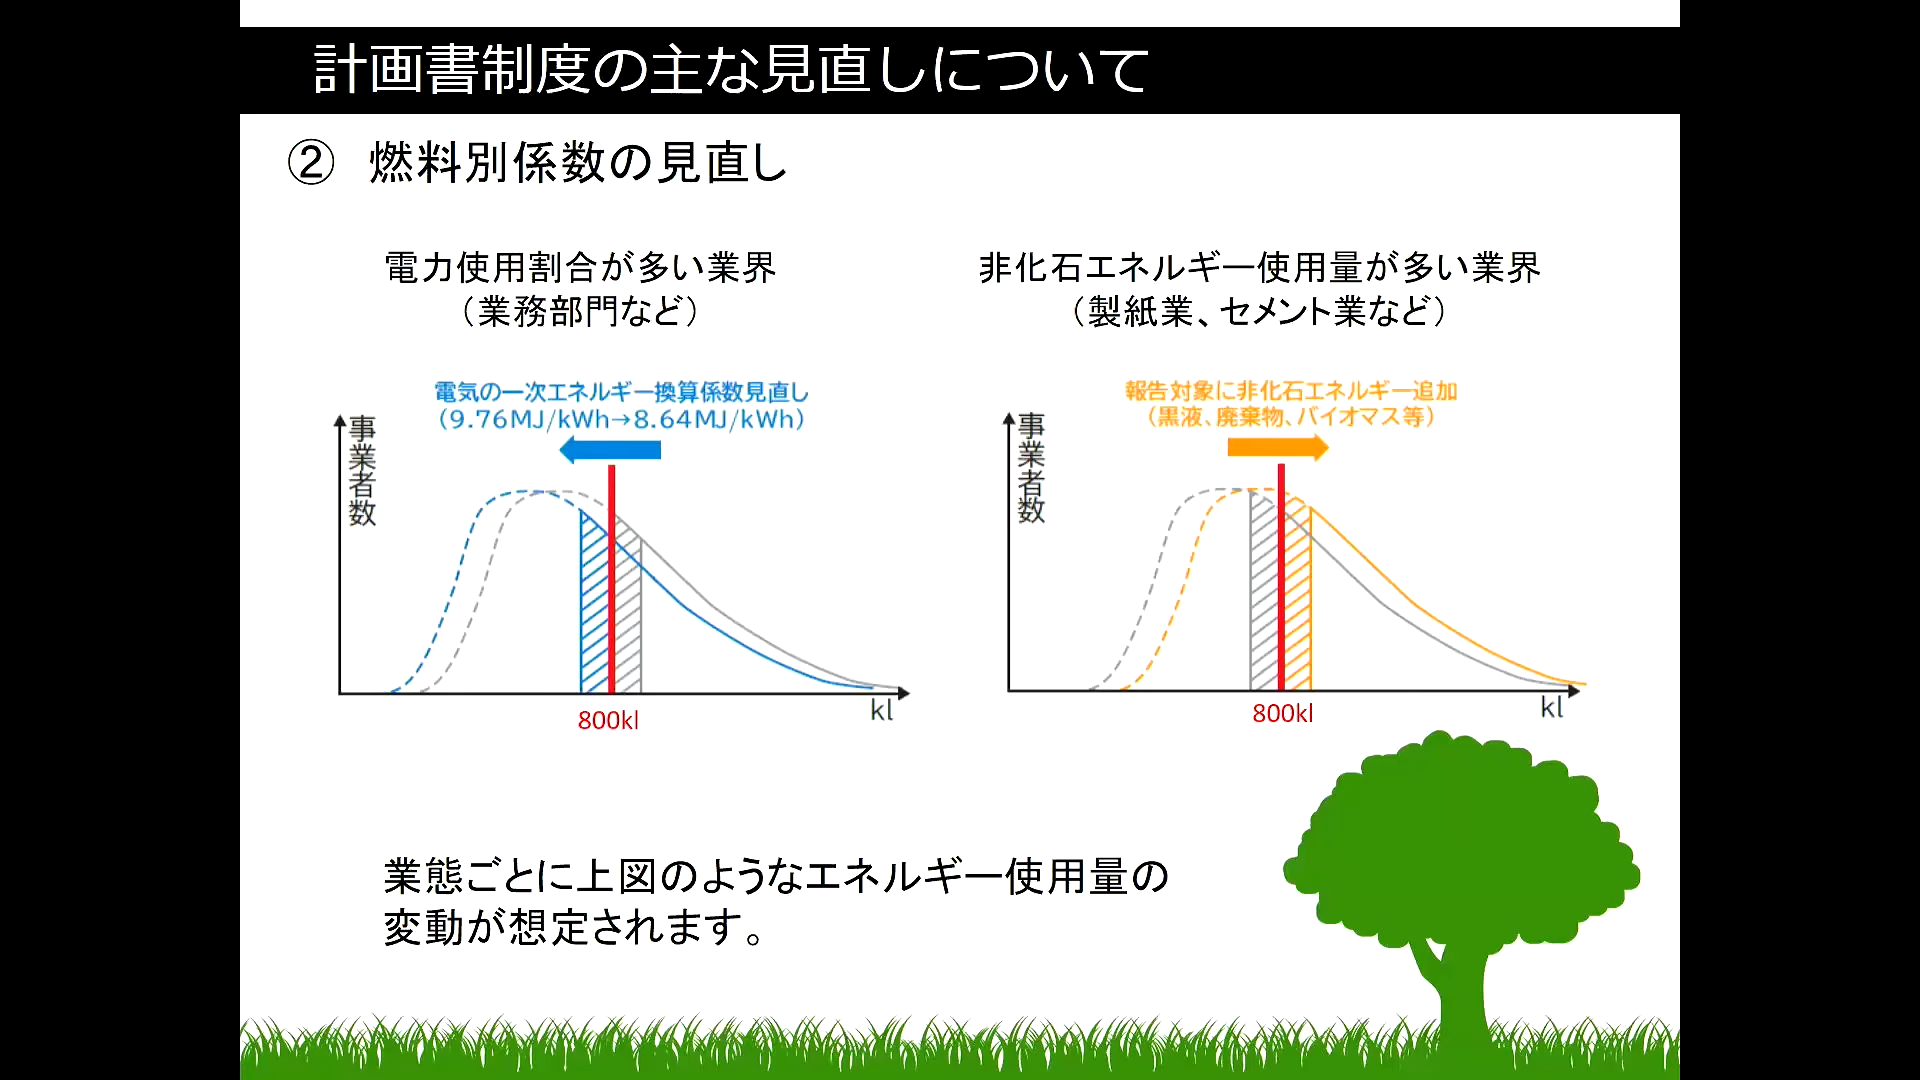 計画書制度の主な見直しについて
② 燃料別係数の見直し
電力使用割合が多い業界
（業務部門など）
電気の一次エネルギー換算係数見直し
（9.76MJ/kWh→8.64MJ/kWh）
事業者数
800kl
kl
非化石エネルギー使用量が多い業界
（製紙業、セメント業など）
報告対象に非化石エネルギー追加
（黒液、廃棄物、バイオマス等）
事業者数
800kl
kl
業態ごとに上図のようなエネルギー使用量の
変動が想定されます。